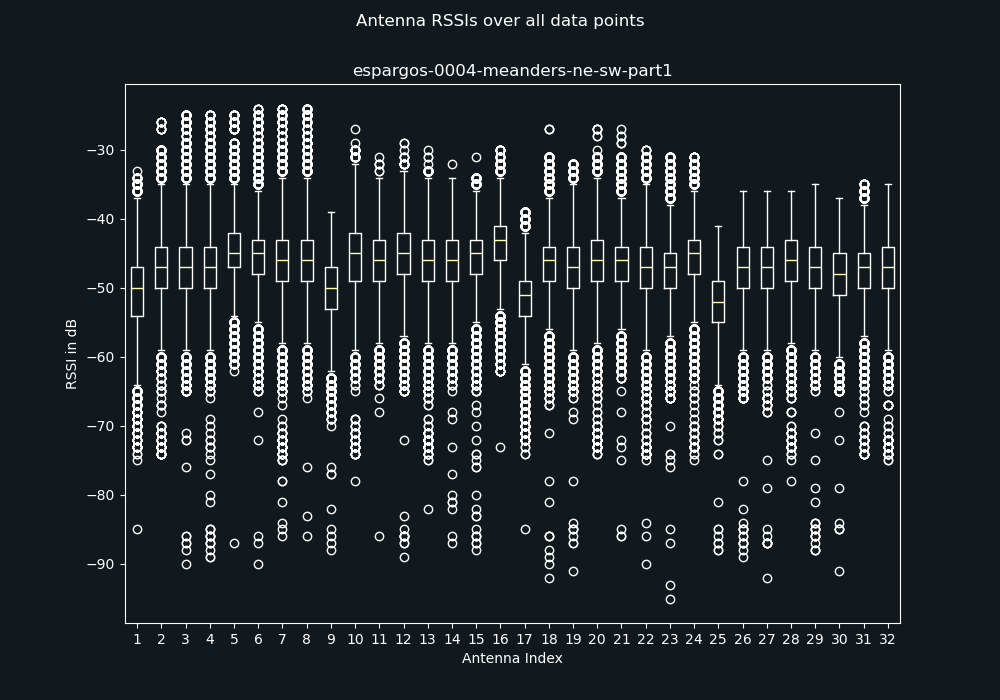 Antenna RSSIs over all data points
espargos-0004-meanders-ne-sw-part1
RSSI in dB
−30
−40
−50
−60
−70
−80
−90
1 2 3 4 5 6 7 8 9 10 11 12 13 14 15 16 17 18 19 20 21 22 23 24 25 26 27 28 29 30 31 32
Antenna Index